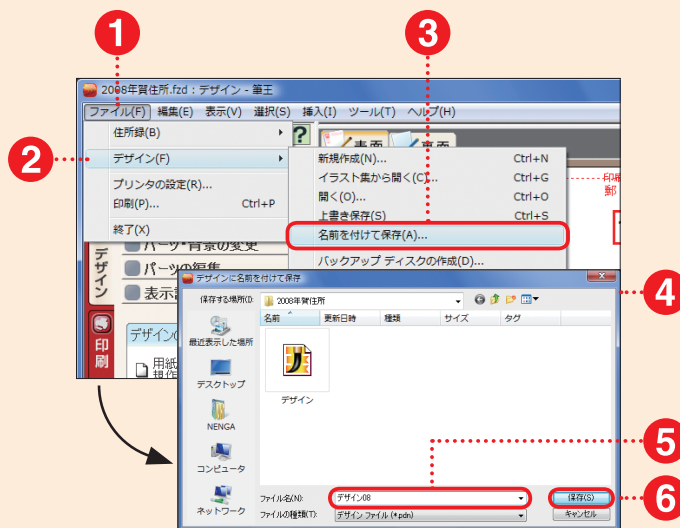 1
3
2008年賀住所.fzd：デザイン - 筆王
ファイル(F) 編集(E) 表示(V) 選択(S) 挿入(I) ツール(T) ヘルプ(H)
2
住所録(B)
デザイン(F)
プリンタの設定(R)...
印刷(P)... Ctrl+P
終了(X)
?
表面
裏面
新規作成(N)... Ctrl+N
イラスト集から開く(C)... Ctrl+G
開く(O)... Ctrl+O
上書き保存(S) Ctrl+S
名前を付けて保存(A)...
バックアップ ディスクの作成(D)...
郵
デザイン
印刷
パーツ・背景の変更
パーツの編集
デザインに名前を付けて保存
4
保存する場所(I): 2008年賀住所
名前 更新日時 種類 サイズ タグ
最近表示した場所
デスクトップ
NENGA
コンピュータ
ネットワーク
デザイン
5
ファイル名(N): デザイン08 保存(S)
6
ファイルの種類(T): デザイン ファイル (*.pdn) キャンセル